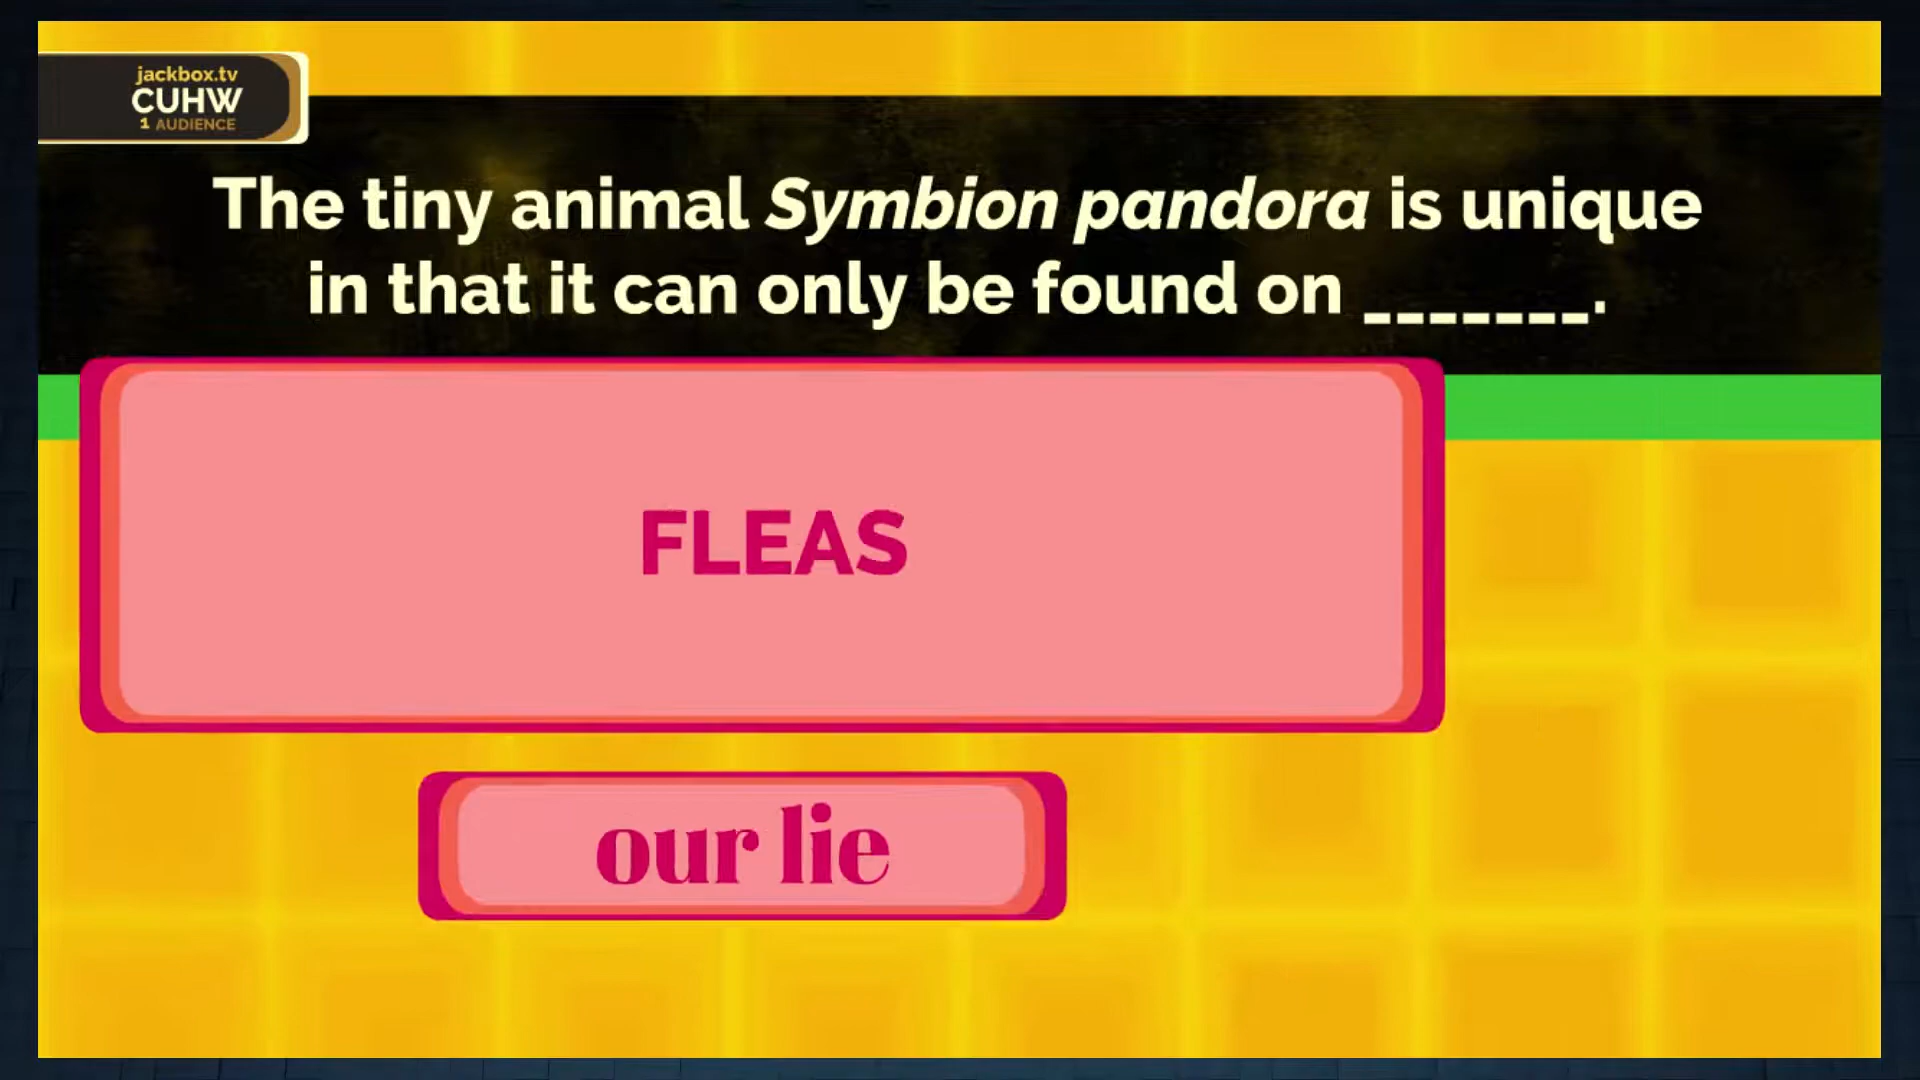 jackbox.tv
CUHW
1 AUDIENCE
The tiny animal Symbion pandora is unique
in that it can only be found on _______.
FLEAS
our lie